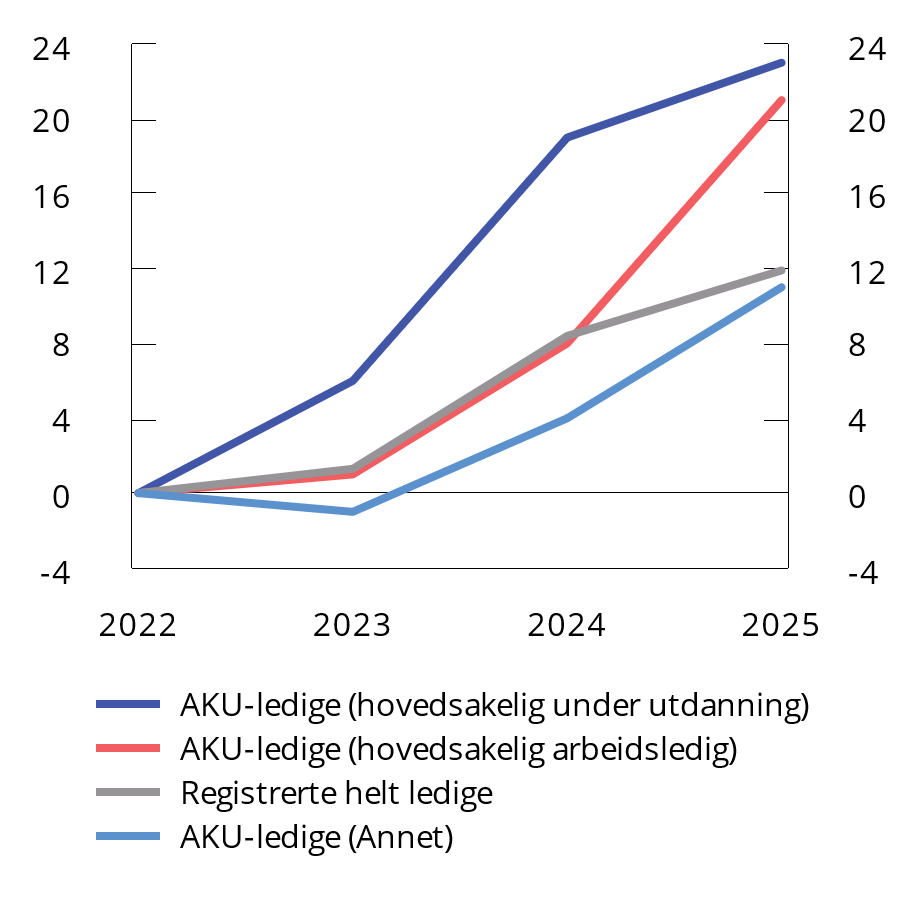 24 24
20 20
16 16
12 12
8 8
4 4
0 0
-4 -4
2022 2023 2024 2025
AKU-ledige (hovedsakelig under utdanning)
AKU-ledige (hovedsakelig arbeidsledig)
Registrerte helt ledige
AKU-ledige (Annet)